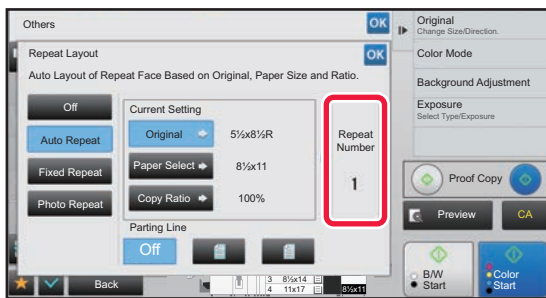 Others
OK
Original
Change Size/Direction.
Repeat Layout
OK
Color Mode
Auto Layout of Repeat Face Based on Original, Paper Size and Ratio.
Background Adjustment
Off
Current Setting
Exposure
Select Type/Exposure
Auto Repeat
Original
5½x8½R
Repeat
Number
Fixed Repeat
Paper Select
8½x11
1
Proof Copy
Photo Repeat
Copy Ratio
100%
Preview
CA
Parting Line
Off
Back
3 8½x14
4 11x17
8½x11
B/W
Start
Color
Start